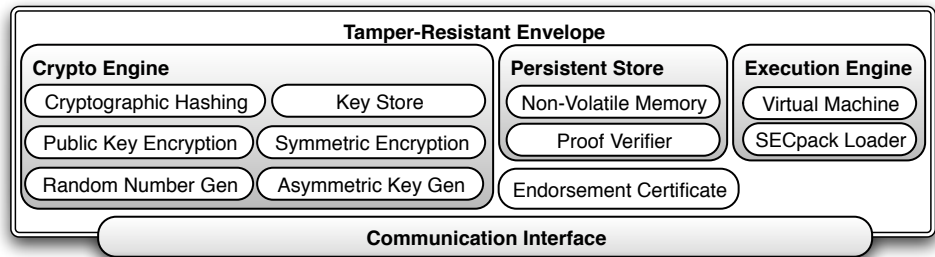 Tamper-Resistant Envelope
Crypto Engine
Cryptographic Hashing
Key Store
Public Key Encryption
Symmetric Encryption
Random Number Gen
Asymmetric Key Gen
Persistent Store
Non-Volatile Memory
Proof Verifier
Endorsement Certificate
Execution Engine
Virtual Machine
SECpack Loader
Communication Interface